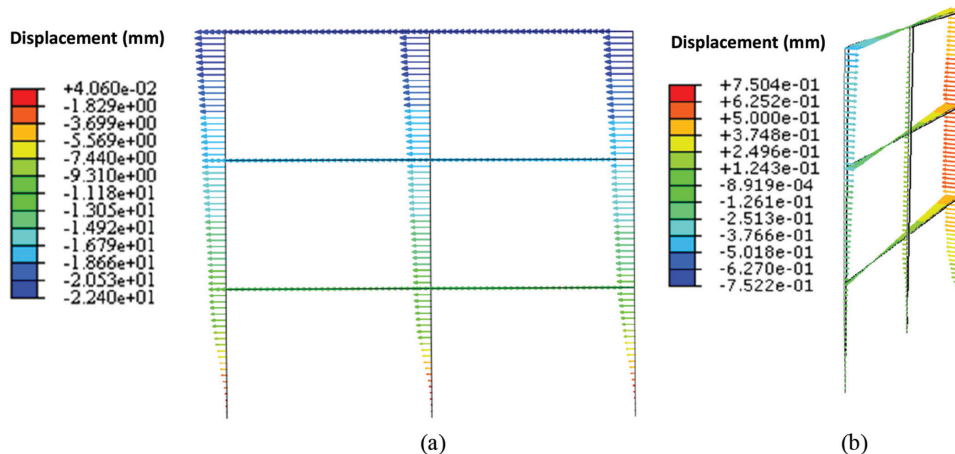 Displacement (mm)
+4.060e-02
-1.829e+00
-3.699e+00
-5.569e+00
-7.440e+00
-9.310e+00
-1.118e+01
-1.305e+01
-1.492e+01
-1.679e+01
-1.866e+01
-2.053e+01
-2.240e+01
(a)
Displacement (mm)
+7.504e-01
+6.252e-01
+5.000e-01
+3.748e-01
+2.496e-01
+1.243e-01
-8.919e-04
-1.261e-01
-2.513e-01
-3.766e-01
-5.018e-01
-6.270e-01
-7.522e-01
(b)